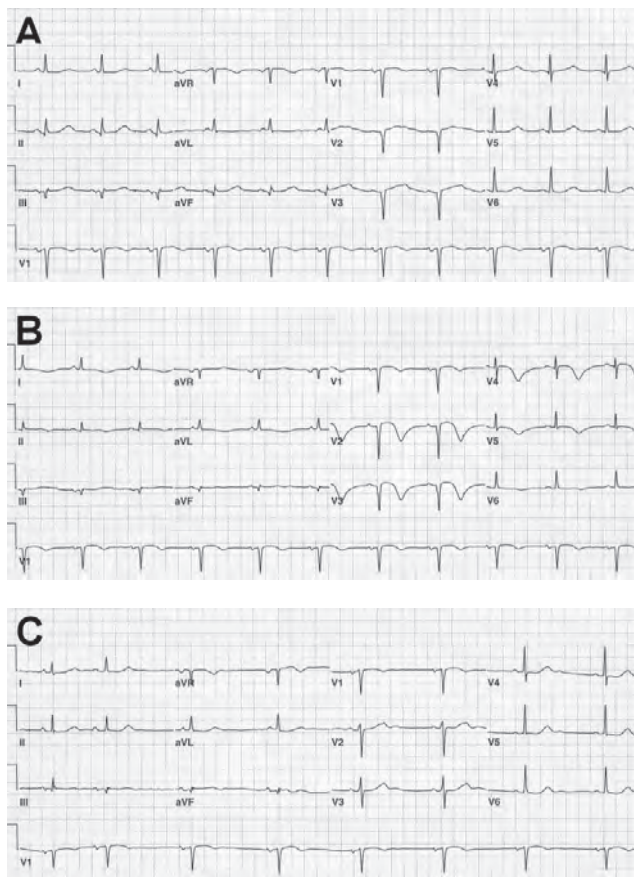 A
I aVR V1 V4
II aVL V2 V5
III aVF V3 V6
V1
B
I aVR V1 V4
II aVL V2 V5
III aVF V3 V6
V1
C
I aVR V1 V4
II aVL V2 V5
III aVF V3 V6
V1